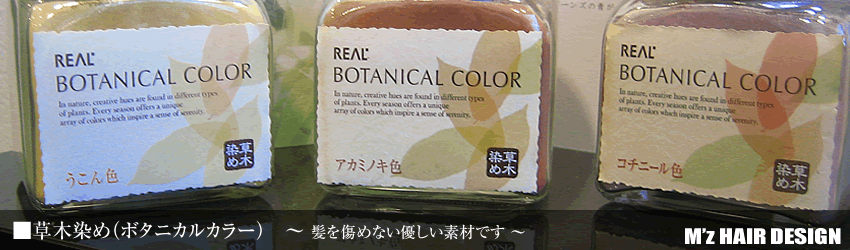 REAL
BOTANICAL COLOR
In nature, creative hues are found in different types
of plants. Every season offers a unique
array of colors which inspire a sense of serenity.
うこん色
草木
染め
REAL
BOTANICAL COLOR
In nature, creative hues are found in different types
of plants. Every season offers a unique
array of colors which inspire a sense of serenity.
アカミノキ色
草木
染め
REAL
BOTANICAL COLOR
In nature, creative hues are found in different types
of plants. Every season offers a unique
array of colors which inspire a sense of serenity.
コチニール色
草木
染め
■草木染め(ボタニカルカラー) ～ 髪を傷めない優しい素材です ～
M'z HAIR DESIGN